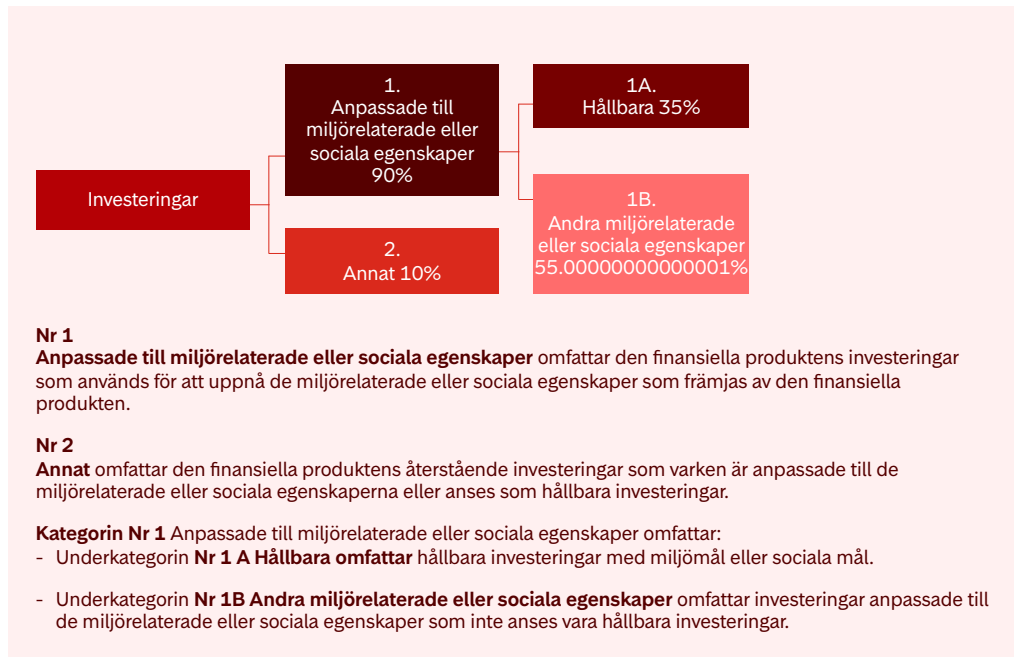 Investeringar
1.
Anpassade till
miljörelaterade eller
sociala egenskaper
90%
2.
Annat 10%
1A.
Hållbara 35%
1B.
Andra miljörelaterade
eller sociala egenskaper
55.00000000000001%
Nr 1
Anpassade till miljörelaterade eller sociala egenskaper omfattar den finansiella produktens investeringar
som används för att uppnå de miljörelaterade eller sociala egenskaper som främjas av den finansiella
produkten.
Nr 2
Annat omfattar den finansiella produktens återstående investeringar som varken är anpassade till de
miljörelaterade eller sociala egenskaperna eller anses som hållbara investeringar.
Kategorin Nr 1 Anpassade till miljörelaterade eller sociala egenskaper omfattar:
- Underkategorin Nr 1 A Hållbara omfattar hållbara investeringar med miljömål eller sociala mål.
- Underkategorin Nr 1B Andra miljörelaterade eller sociala egenskaper omfattar investeringar anpassade till
de miljörelaterade eller sociala egenskaper som inte anses vara hållbara investeringar.